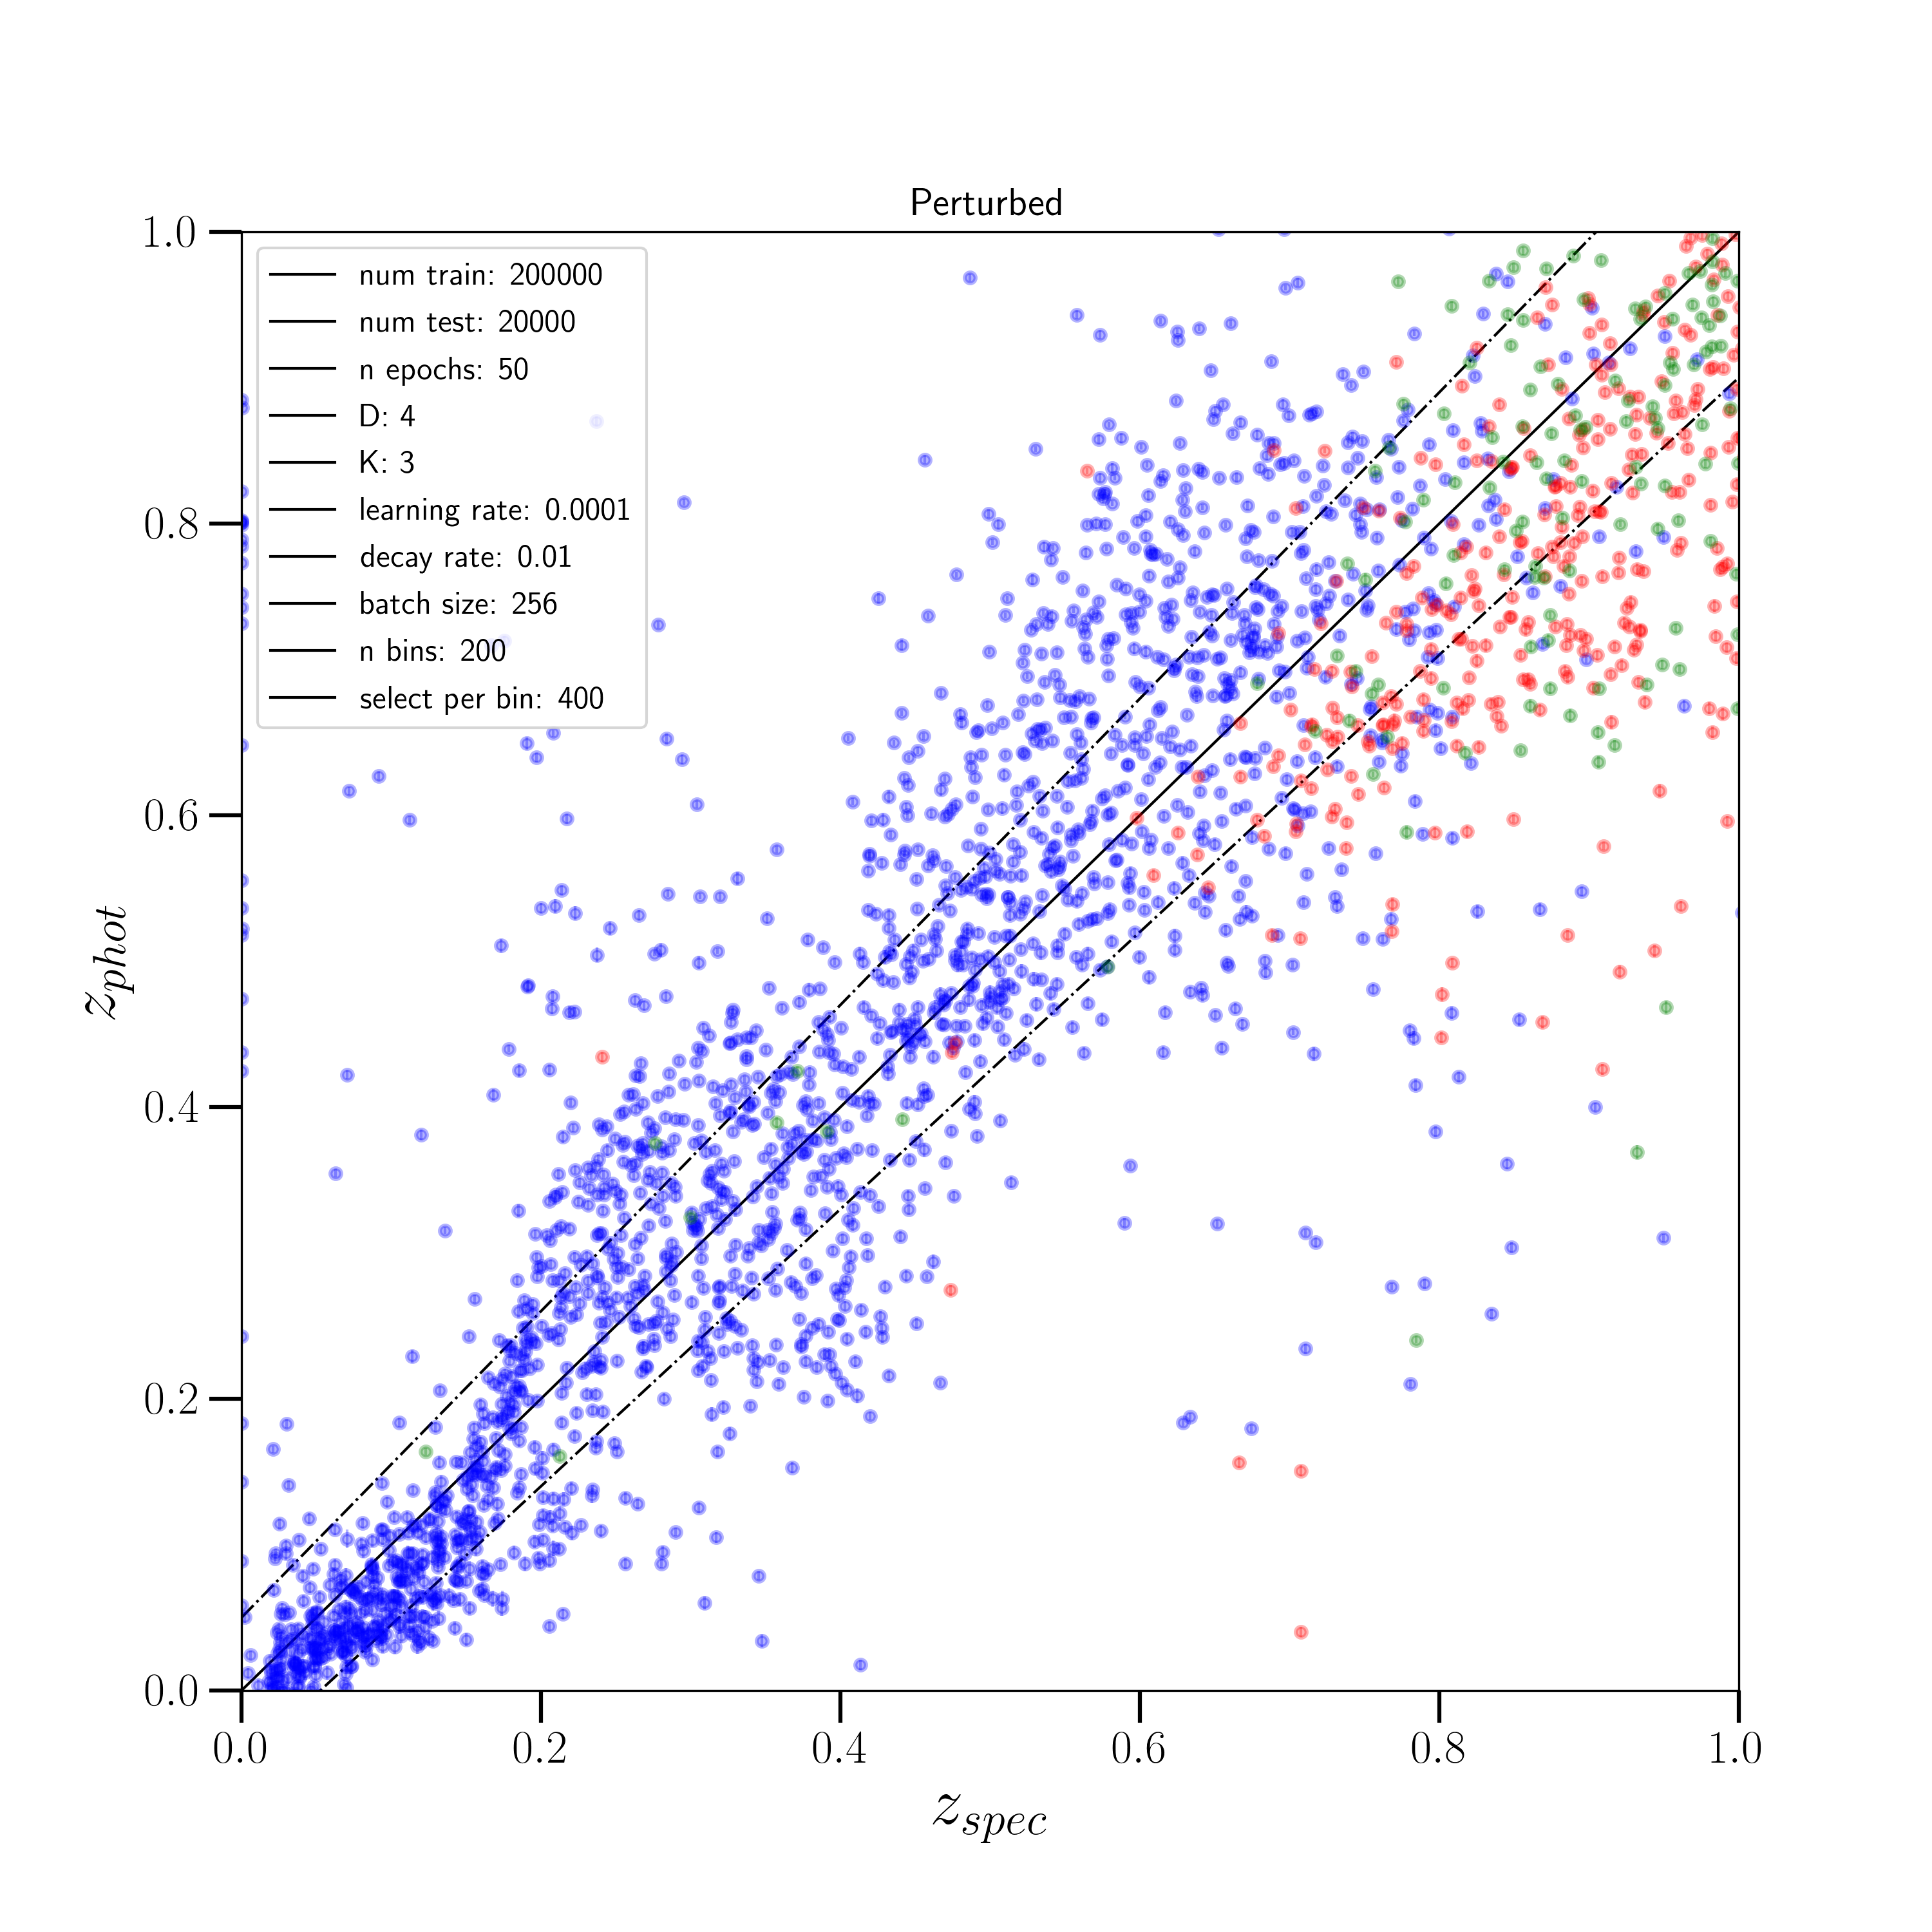 Perturbed
1.0
num train: 200000
num test: 20000
n epochs: 50
D: 4
K: 3
learning rate: 0.0001
decay rate: 0.01
batch size: 256
n bins: 200
select per bin: 400
0.8
0.6
z_phot
0.4
0.2
0.0
0.0 0.2 0.4 0.6 0.8 1.0
z_spec